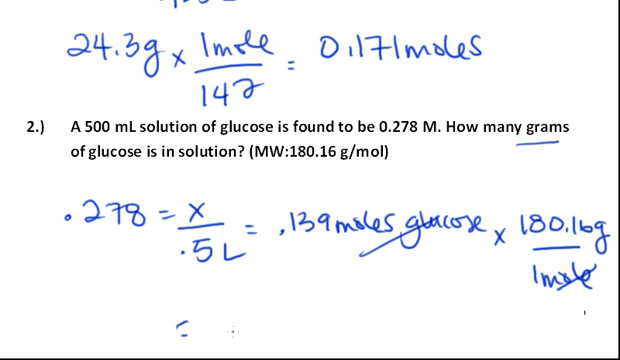 24.3g x 1mole = 0.171moles
142
2.) A 500 mL solution of glucose is found to be 0.278 M. How many grams
of glucose is in solution? (MW:180.16 g/mol)
.278 = x = .139moles glucose x 180.16g
.5L 1mole
=